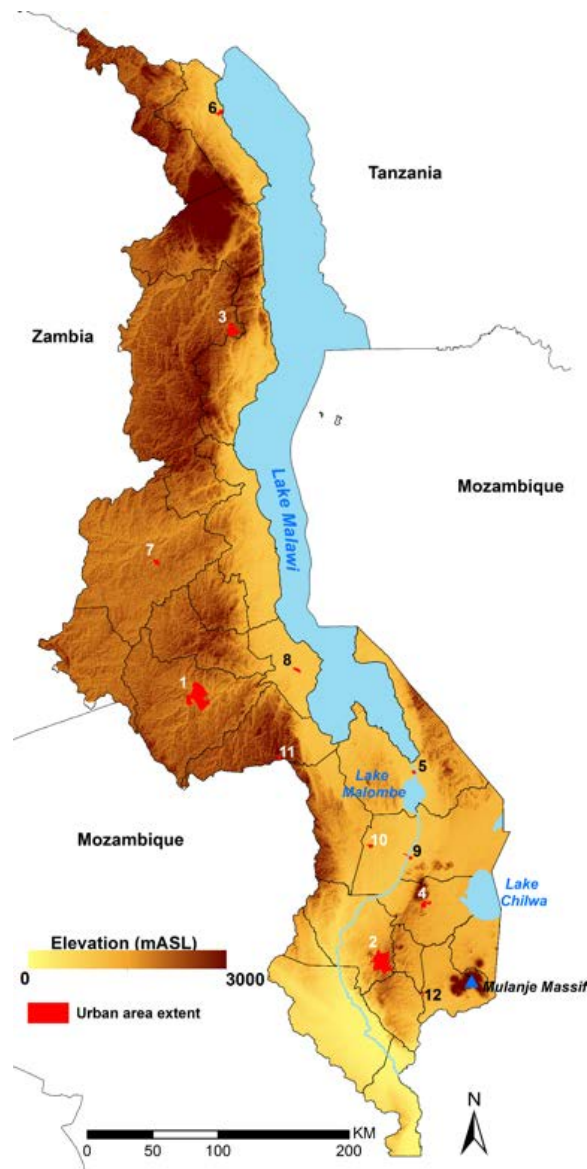 6
Tanzania
3
Zambia
Lake Malawi
Mozambique
7
8
1
11
5
Lake
Malombe
10
9
Mozambique
Lake
Chilwa
4
Elevation (mASL)
2
0
3000
Mulanje Massif
12
Urban area extent
N
KM
0 50 100 200